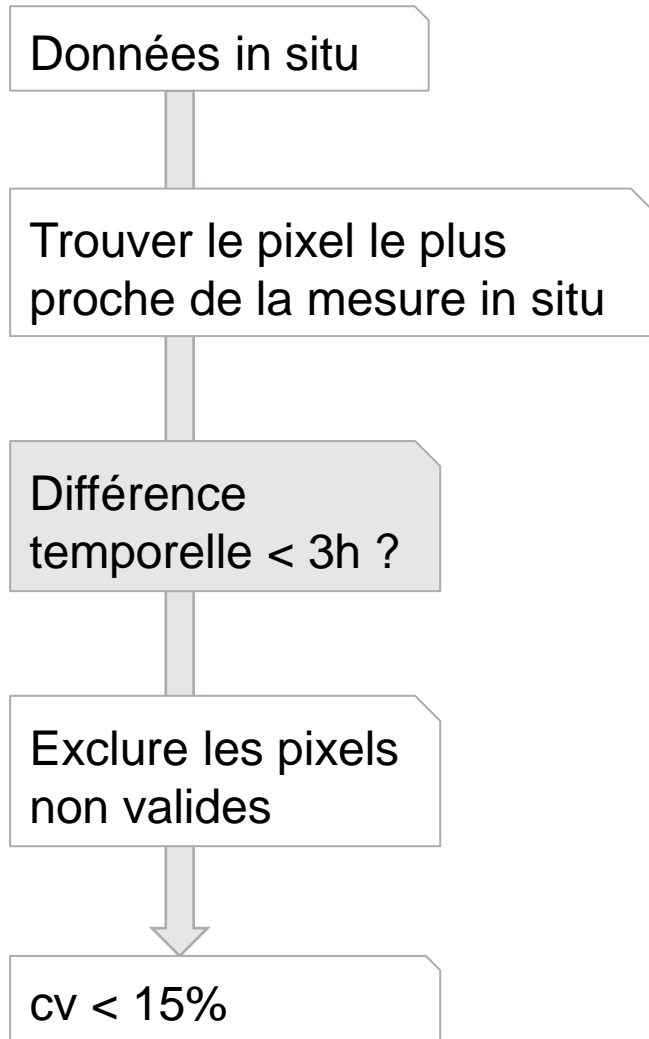 Données in situ
Trouver le pixel le plus
proche de la mesure in situ
Différence
temporelle < 3h ?
Exclure les pixels
non valides
cv < 15%